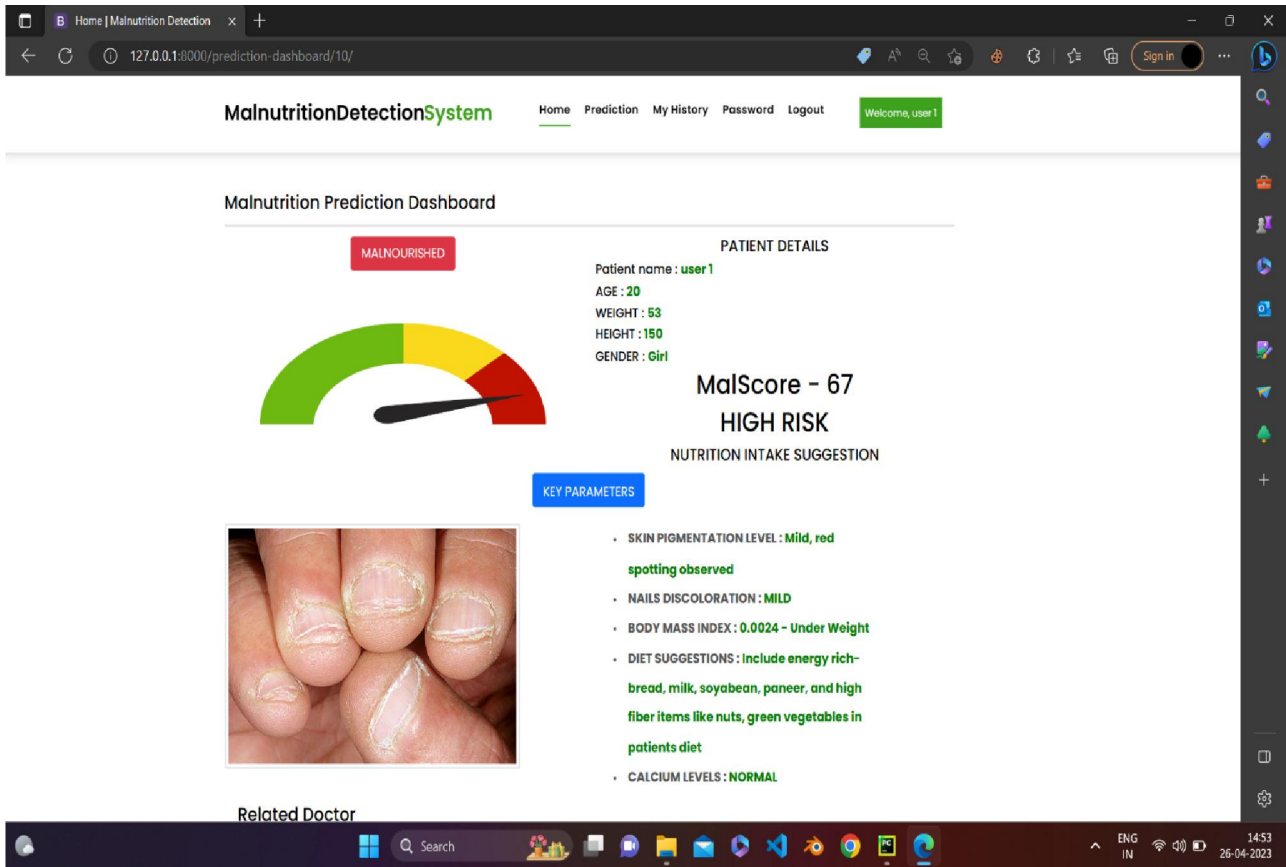 Home | Malnutrition Detection
127.0.0.1:8000/prediction-dashboard/10/
Sign in
MalnutritionDetectionSystem
Home Prediction My History Password Logout
Welcome, user 1
Malnutrition Prediction Dashboard
MALNOURISHED
PATIENT DETAILS
Patient name : user 1
AGE : 20
WEIGHT : 53
HEIGHT : 150
GENDER : Girl
MalScore - 67
HIGH RISK
NUTRITION INTAKE SUGGESTION
KEY PARAMETERS
SKIN PIGMENTATION LEVEL : Mild, red
spotting observed
NAILS DISCOLORATION : MILD
BODY MASS INDEX : 0.0024 - Under Weight
DIET SUGGESTIONS : Include energy rich-
bread, milk, soyabean, paneer, and high
fiber items like nuts, green vegetables in
patients diet
CALCIUM LEVELS : NORMAL
Related Doctor
Search
ENG
IN
14:53
26-04-2023